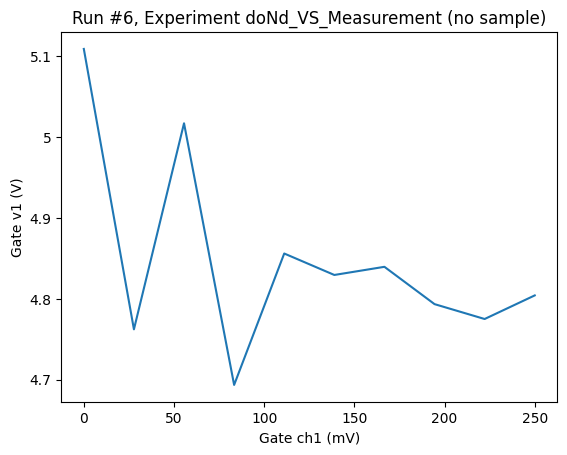 Run #6, Experiment doNd_VS_Measurement (no sample)
5.1
5
4.9
4.8
4.7
Gate v1 (V)
0 50 100 150 200 250
Gate ch1 (mV)